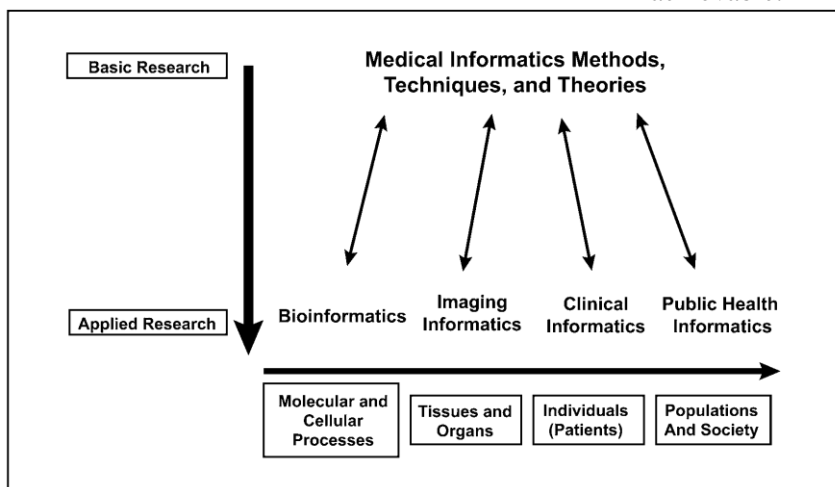 Basic Research
Medical Informatics Methods,
Techniques, and Theories
Applied Research
Bioinformatics
Imaging
Informatics
Clinical
Informatics
Public Health
Informatics
Molecular and
Cellular
Processes
Tissues and
Organs
Individuals
(Patients)
Populations
And Society